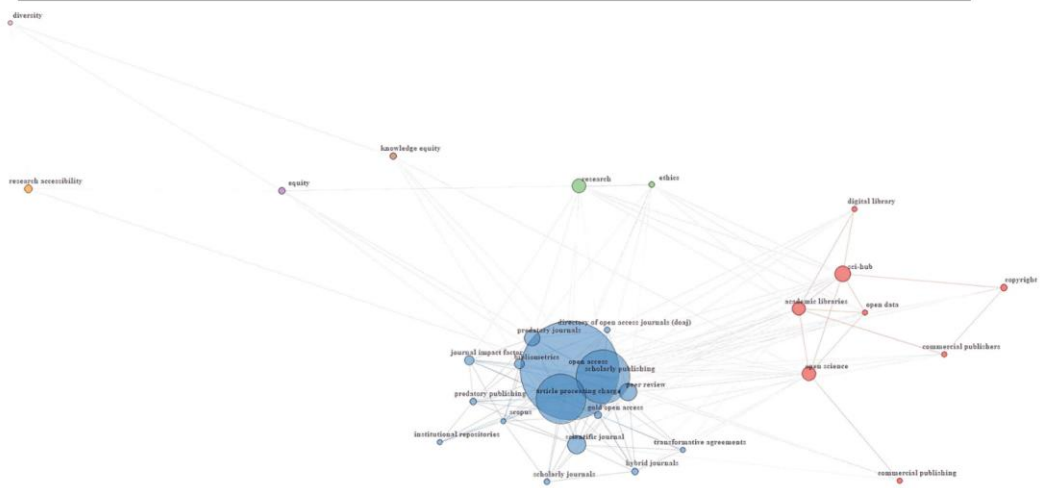 diversity
knowledge equity
research accessibility
equity
research
ethics
digital library
sci-hub
copyright
academic libraries
open data
directory of open access journals (doaj)
predatory journals
commercial publishers
journal impact factor
bibliometrics
open access
scholarly publishing
open science
peer review
article processing charge
predatory publishing
gold open access
scopus
institutional repositories
scientific journal
transformative agreements
hybrid journals
scholarly journals
commercial publishing